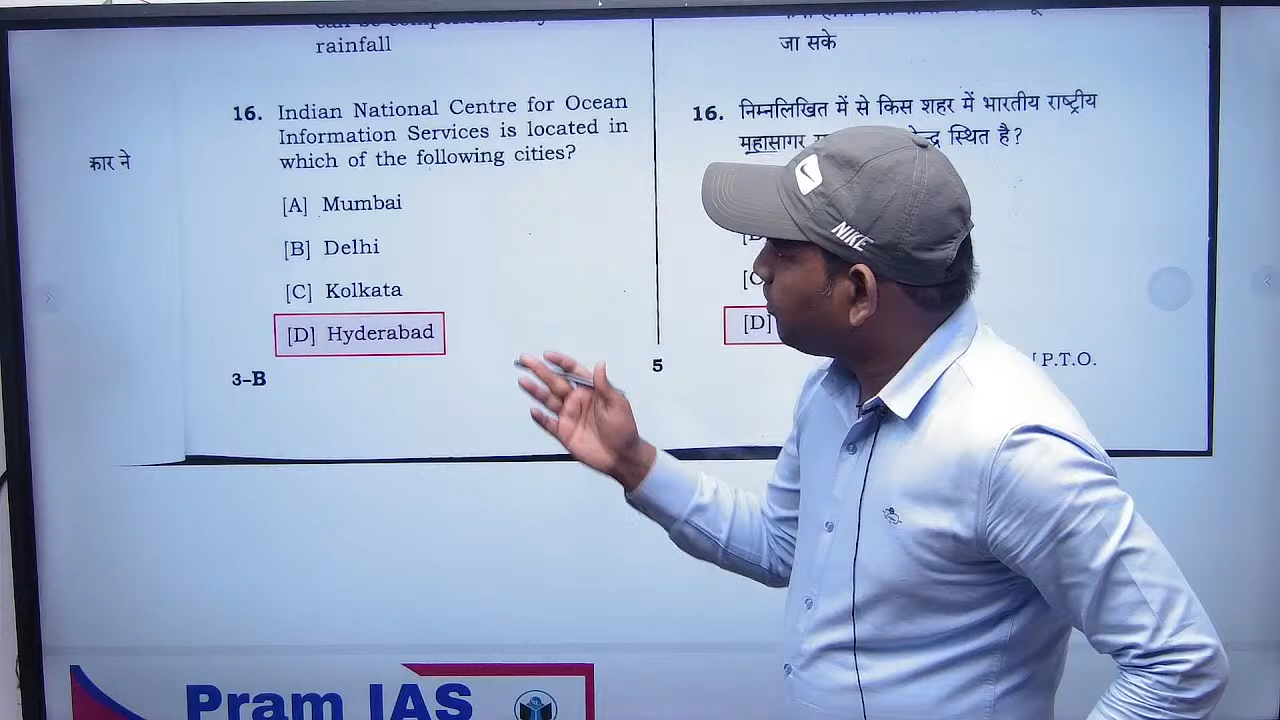 rainfall
जा सके
कार ने
16. Indian National Centre for Ocean
Information Services is located in
which of the following cities?
[A] Mumbai
[B] Delhi
[C] Kolkata
[D] Hyderabad
3-B
5
16. निम्नलिखित में से किस शहर में भारतीय राष्ट्रीय
महासागर स्थित है?
[D]
[P.T.O.
NIKE
Pram IAS